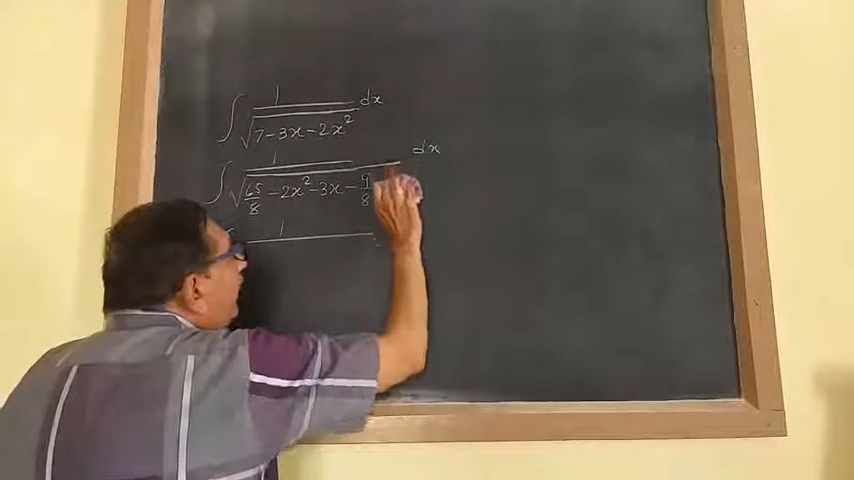 ∫ 1/√(7-3x-2x²) dx
∫ 1/√(65/8 -2x²-3x- 9/8) dx
1